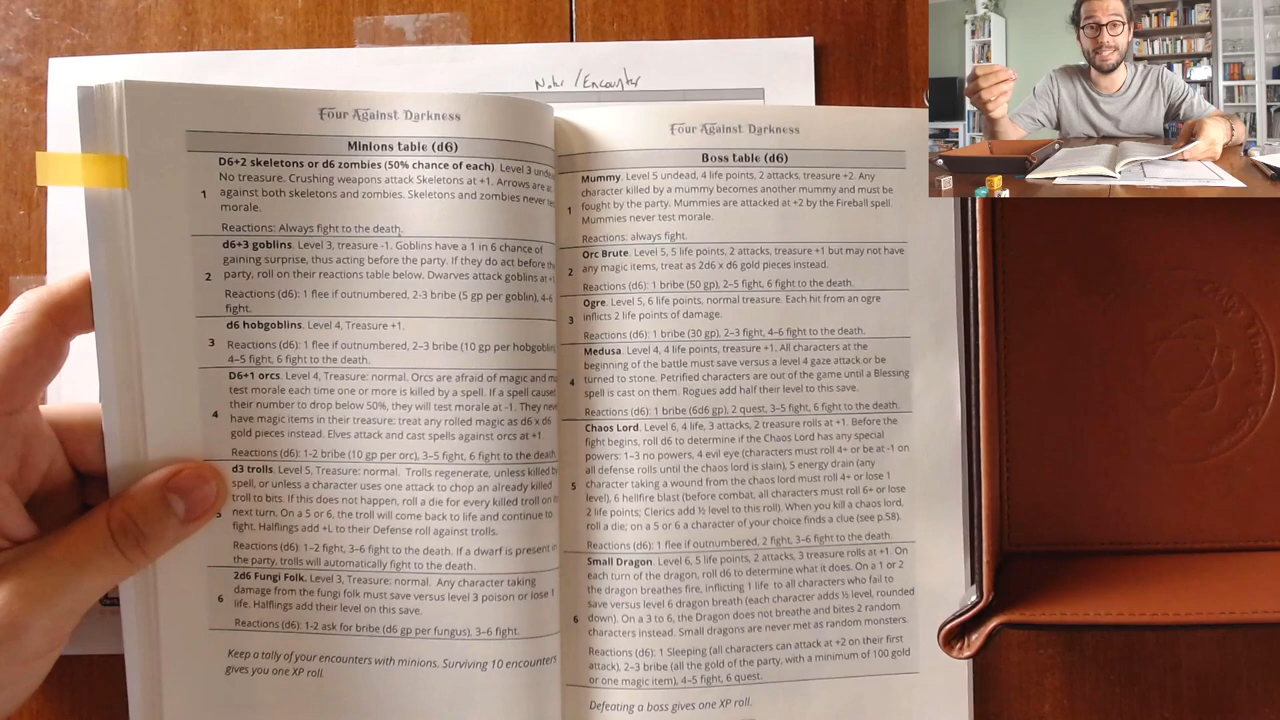 Notes/Encounter
Four Against Darkness
Minions table (d6)
D6+2 skeletons or d6 zombies (50% chance of each). Level 3
No treasure. Crushing weapons attack Skeletons at +1. Arrows are at
1 against both skeletons and zombies. Skeletons and zombies never
morale.
Reactions: Always fight to the death.
d6+3 goblins. Level 3, treasure -1. Goblins have a 1 in 6 chance of
gaining surprise, thus acting before the party. If they do act before the
2 party, roll on their reactions table below. Dwarves attack goblins at
Reactions (d6): 1 flee if outnumbered, 2-3 bribe (5 gp per goblin), 4-6
fight.
d6 hobgoblins. Level 4, Treasure +1.
3 Reactions (d6): 1 flee if outnumbered, 2–3 bribe (10 gp per hobgoblin
4–5 fight, 6 fight to the death.
D6+1 orcs. Level 4, Treasure: normal. Orcs are afraid of magic and
test morale each time one or more is killed by a spell. If a spell causes
their number to drop below 50%, they will test morale at -1. They
4 have magic items in their treasure: treat any rolled magic as d6 x d6
gold pieces instead. Elves attack and cast spells against orcs at +1.
Reactions (d6): 1-2 bribe (10 gp per orc), 3–5 fight, 6 fight to the death
d3 trolls. Level 5, Treasure: normal. Trolls regenerate, unless killed by
spell, or unless a character uses one attack to chop an already killed
troll to bits. If this does not happen, roll a die for every killed troll on
5 next turn. On a 5 or 6, the troll will come back to life and continue to
fight. Halflings add +L to their Defense roll against trolls.
Reactions (d6): 1–2 fight, 3–6 fight to the death. If a dwarf is present in
the party, trolls will automatically fight to the death.
2d6 Fungi Folk. Level 3, Treasure: normal. Any character taking
damage from the fungi folk must save versus level 3 poison or lose 1
6 life. Halflings add their level on this save.
Reactions (d6): 1-2 ask for bribe (d6 gp per fungus), 3–6 fight.
Keep a tally of your encounters with minions. Surviving 10 encounters
gives you one XP roll.
Four Against Darkness
Boss table (d6)
Mummy. Level 5 undead, 4 life points, 2 attacks, treasure +2. Any
character killed by a mummy becomes another mummy and must be
1 fought by the party. Mummies are attacked at +2 by the Fireball spell.
Mummies never test morale.
Reactions: always fight.
Orc Brute. Level 5, 5 life points, 2 attacks, treasure +1 but may not have
2 any magic items, treat as 2d6 x d6 gold pieces instead.
Reactions (d6): 1 bribe (50 gp), 2–5 fight, 6 fight to the death.
Ogre. Level 5, 6 life points, normal treasure. Each hit from an ogre
3 inflicts 2 life points of damage.
Reactions (d6): 1 bribe (30 gp), 2–3 fight, 4–6 fight to the death.
Medusa. Level 4, 4 life points, treasure +1. All characters at the
beginning of the battle must save versus a level 4 gaze attack or be
4 turned to stone. Petrified characters are out of the game until a Blessing
spell is cast on them. Rogues add half their level to this save.
Reactions (d6): 1 bribe (6d6 gp), 2 quest, 3–5 fight, 6 fight to the death.
Chaos Lord. Level 6, 4 life, 3 attacks, 2 treasure rolls at +1. Before the
fight begins, roll d6 to determine if the Chaos Lord has any special
powers: 1–3 no powers, 4 evil eye (characters must roll 4+ or be at -1 on
all defense rolls until the chaos lord is slain), 5 energy drain (any
5 character taking a wound from the chaos lord must roll 4+ or lose 1
level), 6 hellfire blast (before combat, all characters must roll 6+ or lose
2 life points; Clerics add ½ level to this roll). When you kill a chaos lord,
roll a die; on a 5 or 6 a character of your choice finds a clue (see p.58).
Reactions (d6): 1 flee if outnumbered, 2 fight, 3–6 fight to the death.
Small Dragon. Level 6, 5 life points, 2 attacks, 3 treasure rolls at +1. On
each turn of the dragon, roll d6 to determine what it does. On a 1 or 2
the dragon breathes fire, inflicting 1 life to all characters who fail to
save versus level 6 dragon breath (each character adds ½ level, rounded
6 down). On a 3 to 6, the Dragon does not breathe and bites 2 random
characters instead. Small dragons are never met as random monsters.
Reactions (d6): 1 Sleeping (all characters can attack at +2 on their first
attack), 2–3 bribe (all the gold of the party, with a minimum of 100 gold
or one magic item), 4–5 fight, 6 quest.
Defeating a boss gives one XP roll.